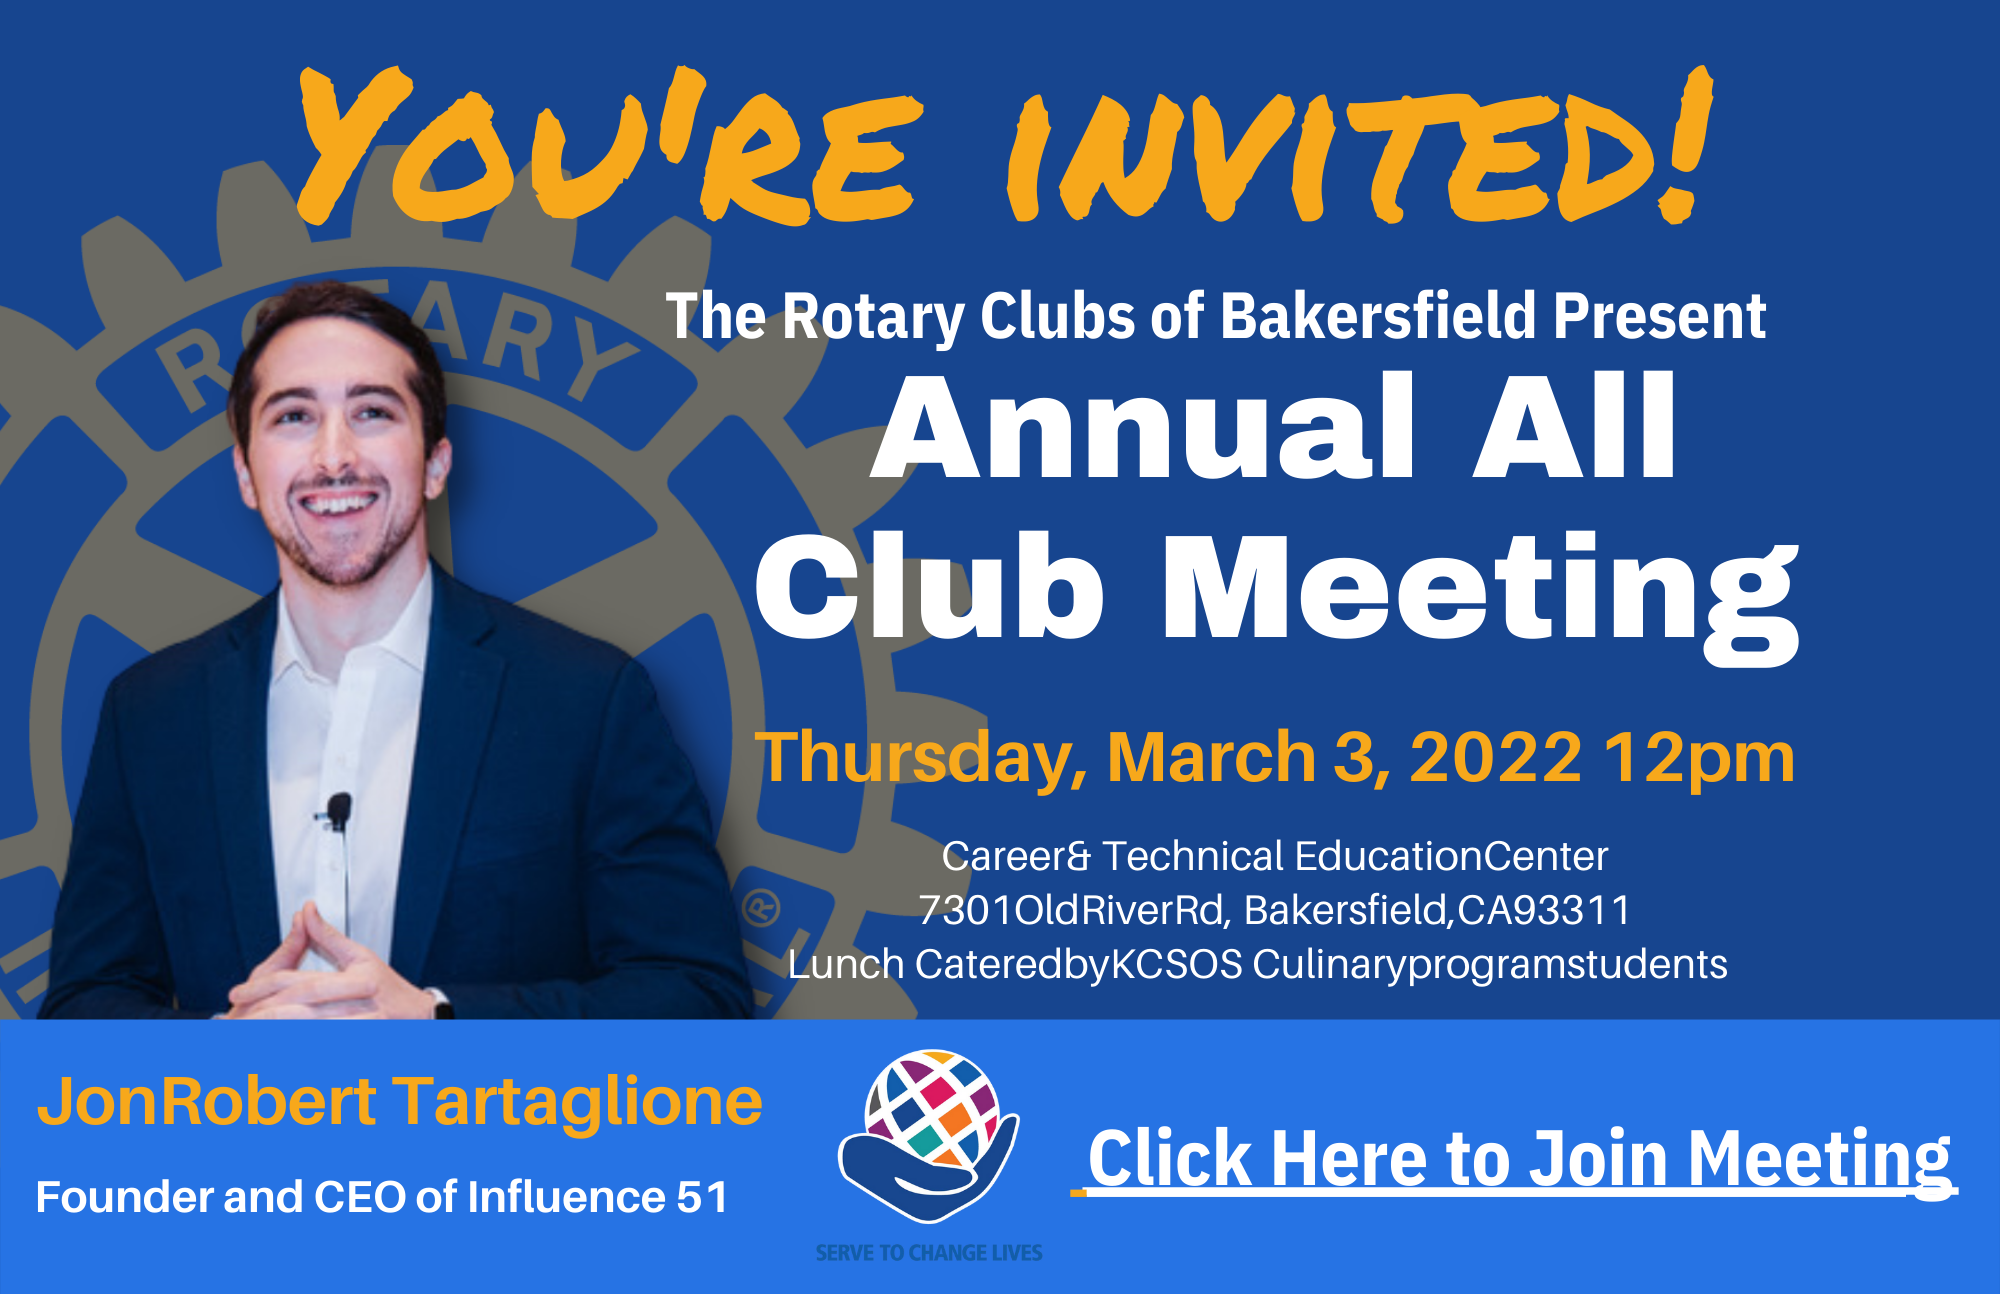 YOU'RE INVITED!
ROTARY
The Rotary Clubs of Bakersfield Present
Annual All
Club Meeting
Thursday, March 3, 2022 12pm
Career& Technical EducationCenter
7301OldRiverRd, Bakersfield,CA93311
Lunch CateredbyKCSOS Culinaryprogramstudents
®
JonRobert Tartaglione
Founder and CEO of Influence 51
SERVE TO CHANGE LIVES
Click Here to Join Meeting